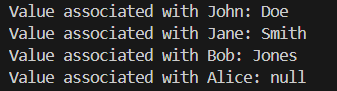 Value associated with John: Doe
Value associated with Jane: Smith
Value associated with Bob: Jones
Value associated with Alice: null